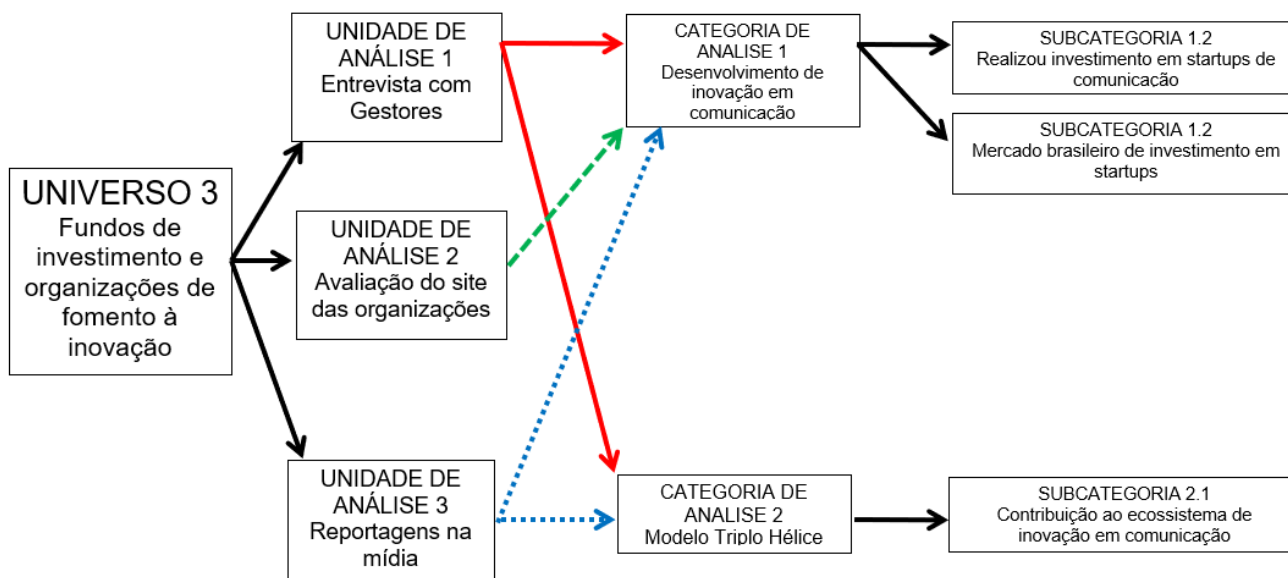 UNIVERSO 3
Fundos de
investimento e
organizações de
fomento à
inovação
UNIDADE DE
ANÁLISE 1
Entrevista com
Gestores
UNIDADE DE
ANÁLISE 2
Avaliação do site
das organizações
UNIDADE DE
ANÁLISE 3
Reportagens na
mídia
CATEGORIA DE
ANALISE 1
Desenvolvimento de
inovação em
comunicação
CATEGORIA DE
ANALISE 2
Modelo Triplo Hélice
SUBCATEGORIA 1.2
Realizou investimento em startups de
comunicação
SUBCATEGORIA 1.2
Mercado brasileiro de investimento em
startups
SUBCATEGORIA 2.1
Contribuição ao ecossistema de
inovação em comunicação